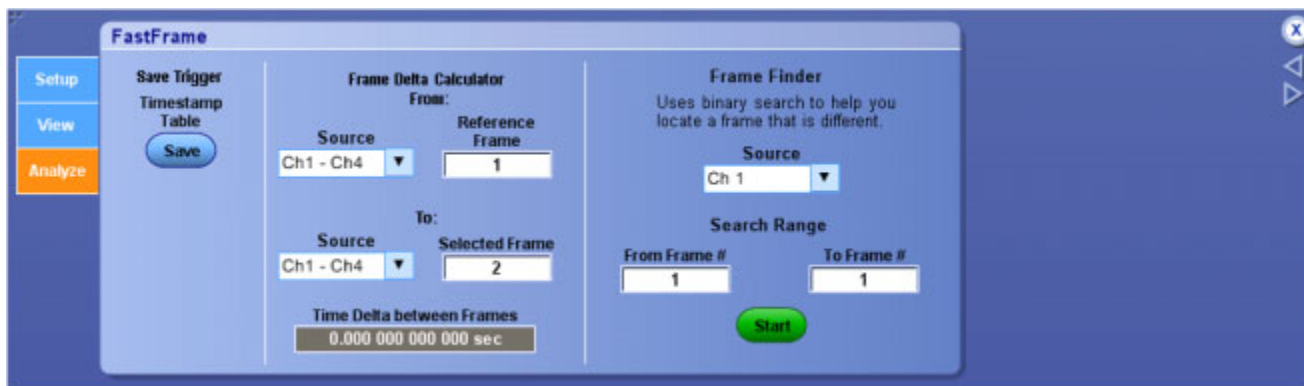 FastFrame
X
Setup
View
Analyze
Save Trigger
Timestamp
Table
Save
Frame Delta Calculator
From:
Source
Reference
Frame
Ch1 - Ch4
1
To:
Source
Selected Frame
Ch1 - Ch4
2
Time Delta between Frames
0.000 000 000 000 sec
Frame Finder
Uses binary search to help you
locate a frame that is different.
Source
Ch 1
Search Range
From Frame #
To Frame #
1
1
Start